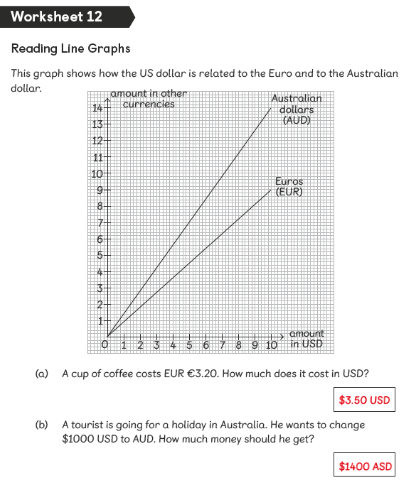 Worksheet 12
Reading Line Graphs
This graph shows how the US dollar is related to the Euro and to the Australian
dollar.
amount in other
currencies
Australian
dollars
(AUD)
Euros
(EUR)
14
13
12
11
10
9
8
7
6
5
4
3
2
1
0 1 2 3 4 5 6 7 8 9 10
amount
in USD
(a) A cup of coffee costs EUR €3.20. How much does it cost in USD?
$3.50 USD
(b) A tourist is going for a holiday in Australia. He wants to change
$1000 USD to AUD. How much money should he get?
$1400 ASD